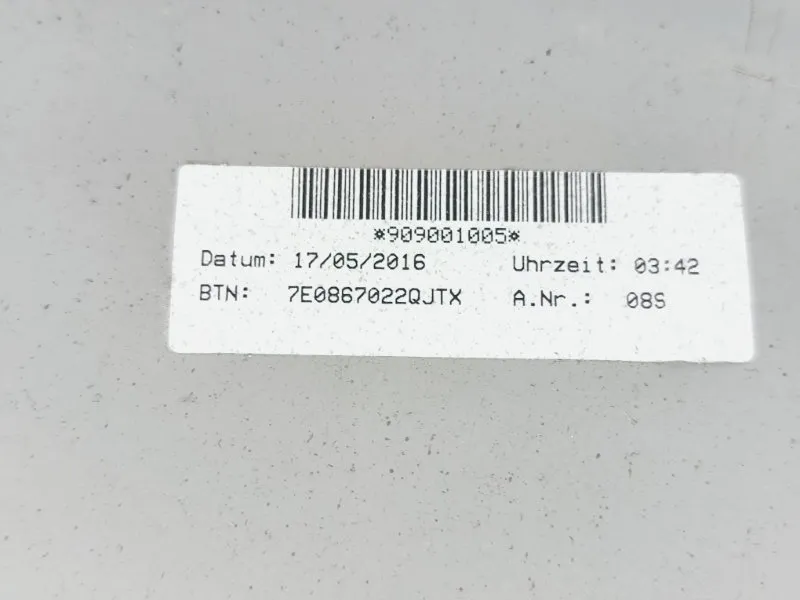 *909001005*
Datum: 17/05/2016 Uhrzeit: 03:42
BTN: 7E0867022QJTX A.Nr.: 08S